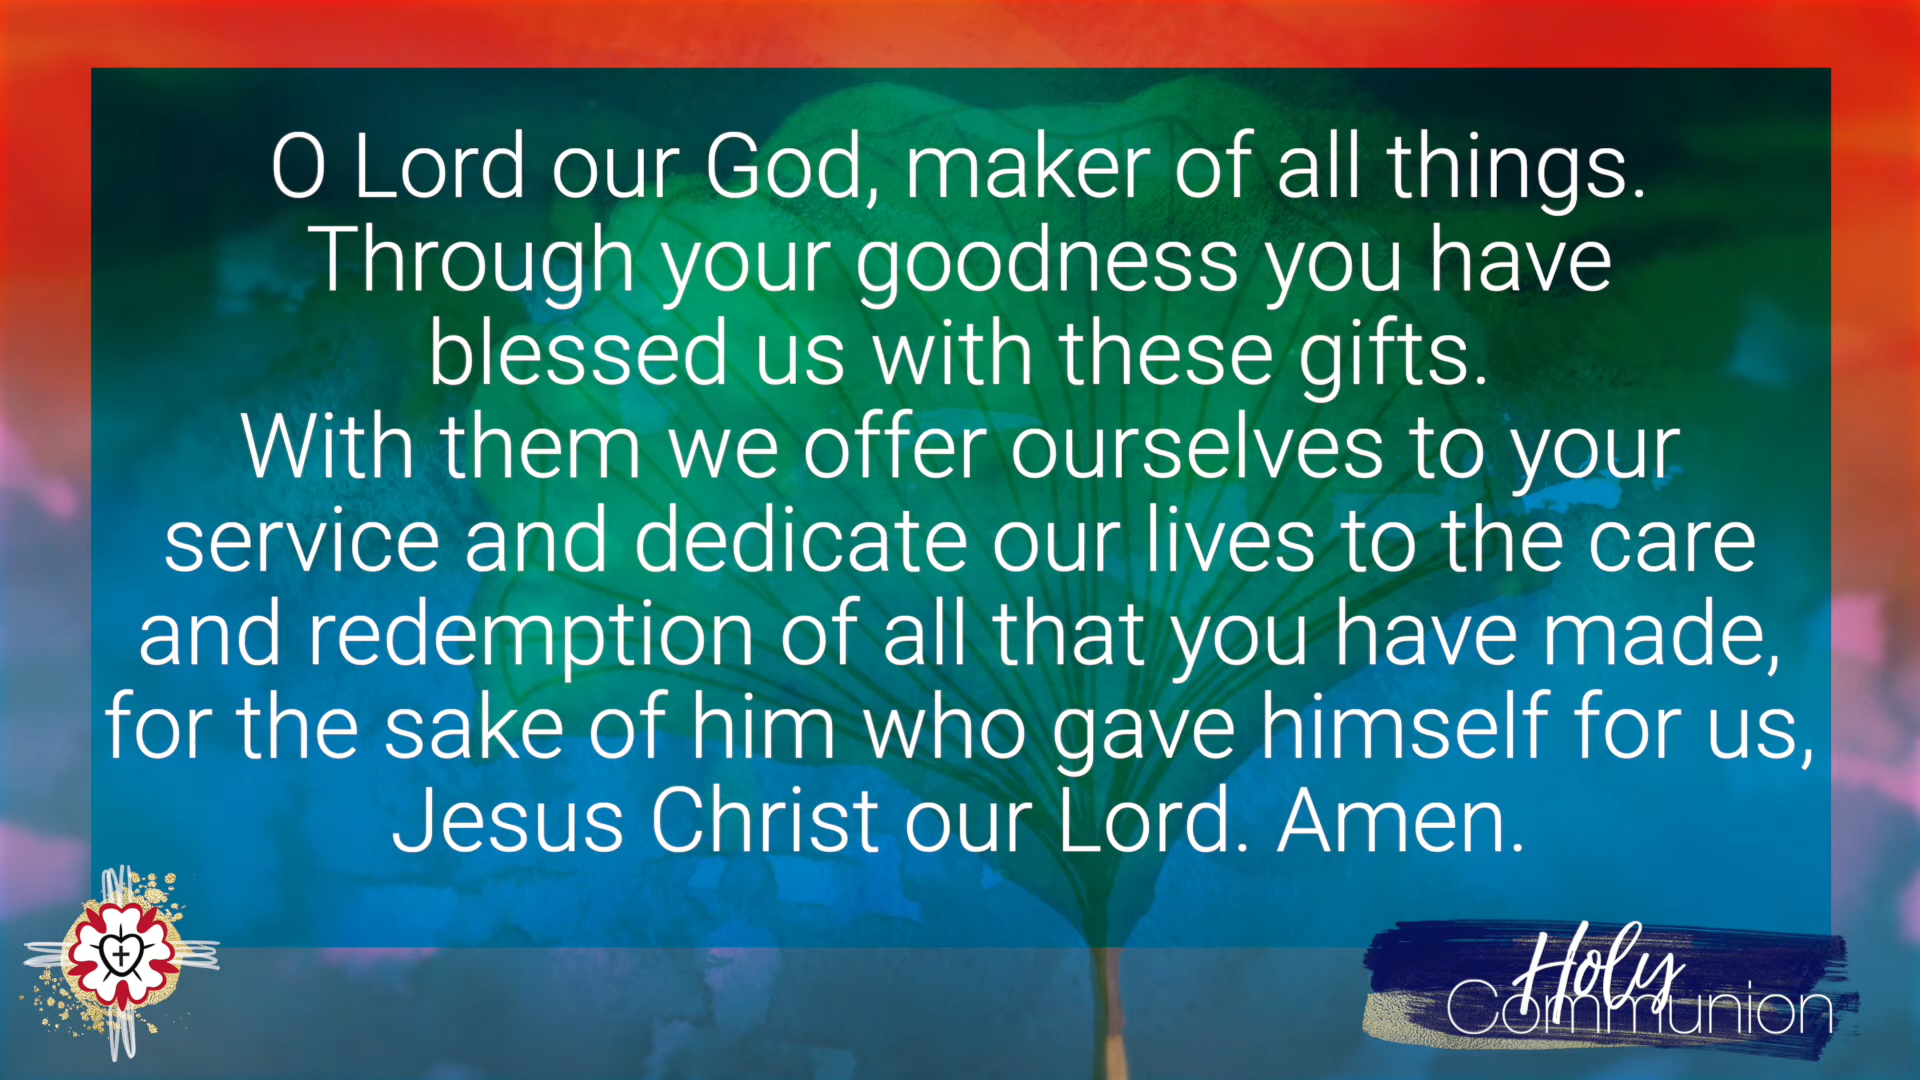 O Lord our God, maker of all things.
Through your goodness you have
blessed us with these gifts.
With them we offer ourselves to your
service and dedicate our lives to the care
and redemption of all that you have made,
for the sake of him who gave himself for us,
Jesus Christ our Lord. Amen.
Holy
Communion